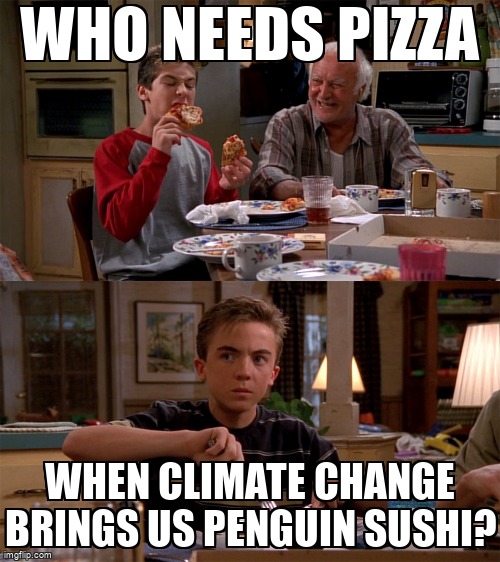 WHO NEEDS PIZZA
WHEN CLIMATE CHANGE
BRINGS US PENGUIN SUSHI?
imgflip.com